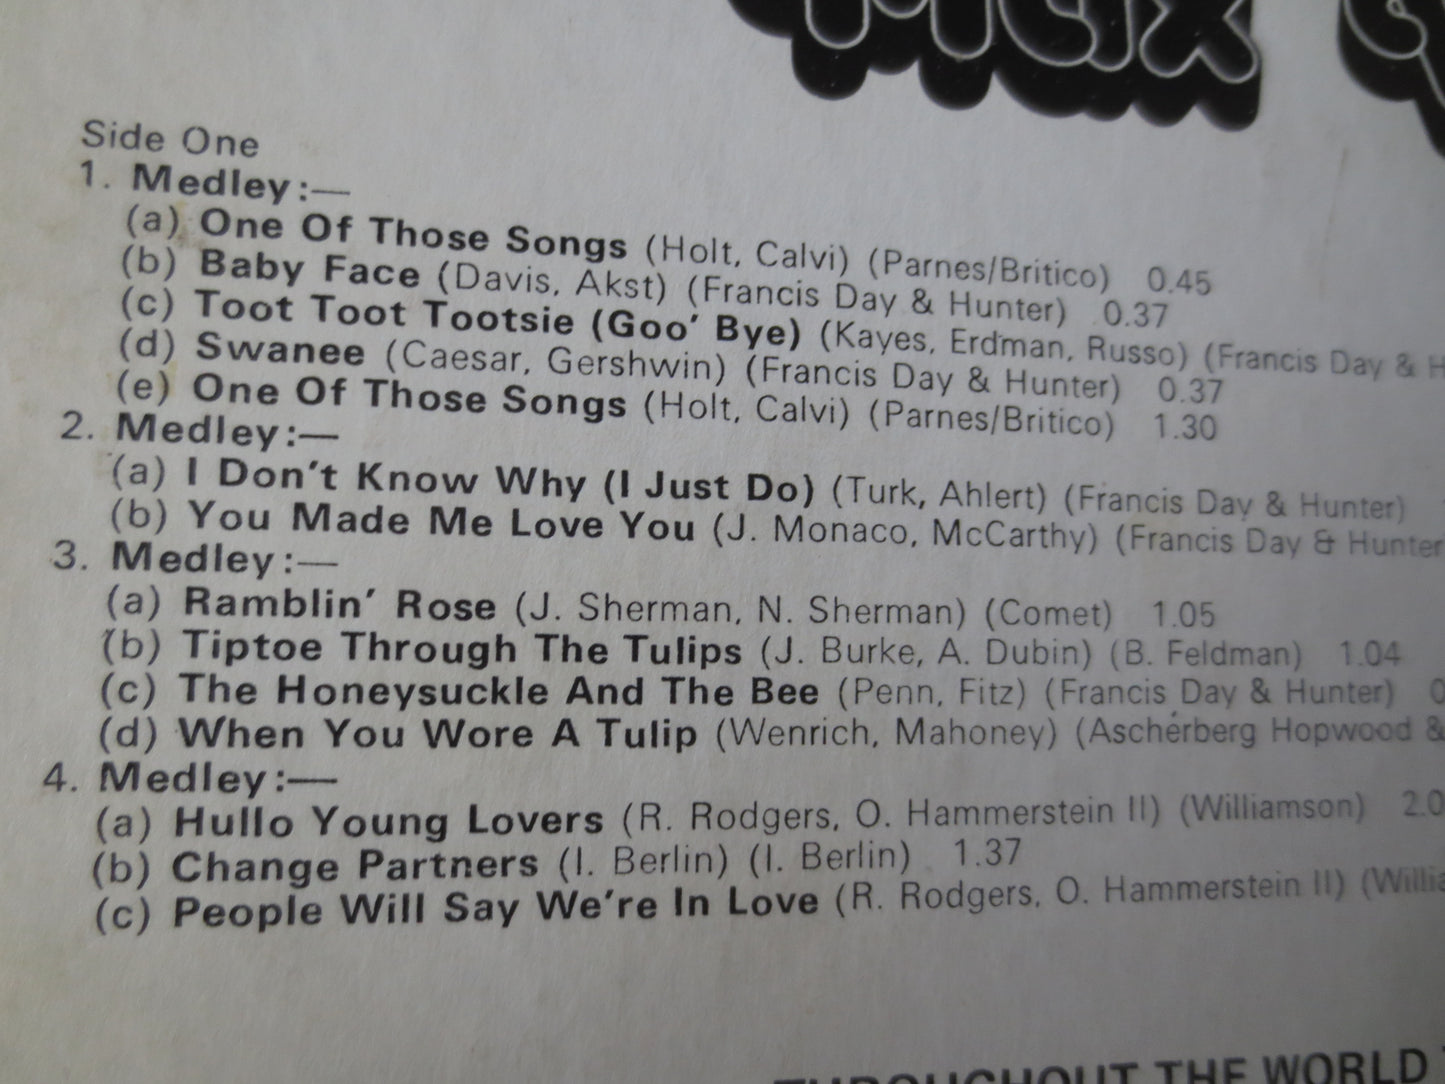 Max
Side One
1. Medley:—
(a) One Of Those Songs (Holt, Calvi) (Parnes/Britico) 0.45
(b) Baby Face (Davis, Akst) (Francis Day & Hunter) 0.37
(c) Toot Toot Tootsie (Goo' Bye) (Kayes, Erdman, Russo) (Francis Day &
(d) Swanee (Caesar, Gershwin) (Francis Day & Hunter) 0.37
(e) One Of Those Songs (Holt, Calvi) (Parnes/Britico) 1.30
2. Medley:—
(a) I Don't Know Why (I Just Do) (Turk, Ahlert) (Francis Day & Hunter)
(b) You Made Me Love You (J. Monaco, McCarthy) (Francis Day & Hunter
3. Medley:—
(a) Ramblin' Rose (J. Sherman, N. Sherman) (Comet) 1.05
(b) Tiptoe Through The Tulips (J. Burke, A. Dubin) (B. Feldman) 1.04
(c) The Honeysuckle And The Bee (Penn, Fitz) (Francis Day & Hunter)
(d) When You Wore A Tulip (Wenrich, Mahoney) (Ascherberg Hopwood &
4. Medley:—
(a) Hullo Young Lovers (R. Rodgers, O. Hammerstein II) (Williamson) 2.0
(b) Change Partners (I. Berlin) (I. Berlin) 1.37
(c) People Will Say We're In Love (R. Rodgers, O. Hammerstein II)
THROUGHOUT THE WORLD